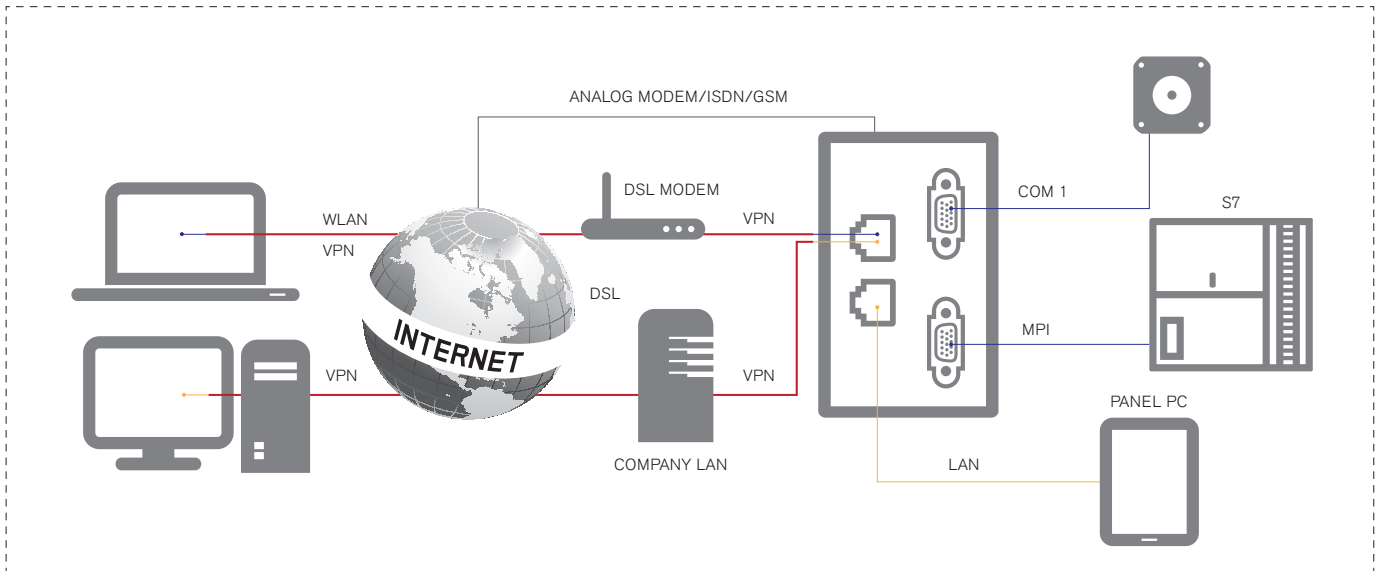 ANALOG MODEM/ISDN/GSM
DSL MODEM
COM 1
S7
WLAN
VPN
VPN
DSL
INTERNET
MPI
VPN
VPN
PANEL PC
COMPANY LAN
LAN